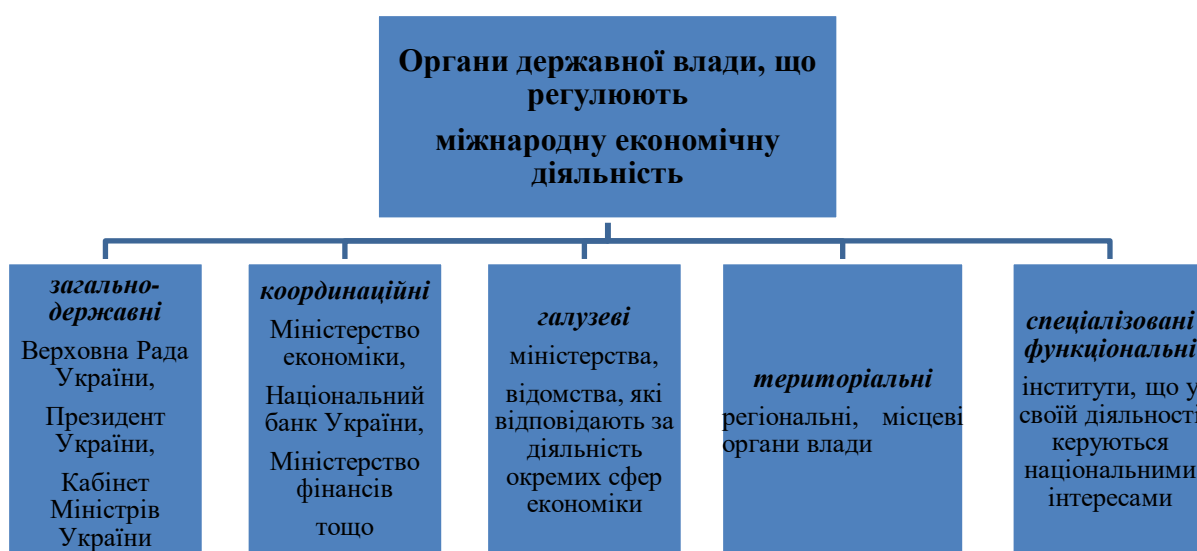 Органи державної влади, що
регулюють
міжнародну економічну
діяльність
загально-
державні
Верховна Рада
України,
Президент
України,
Кабінет
Міністрів
України
координаційні
Міністерство
економіки,
Національний
банк України,
Міністерство
фінансів
тощо
галузеві
міністерства,
відомства, які
відповідають за
діяльність
окремих сфер
економіки
територіальні
регіональні, місцеві
органи влади
спеціалізовані
функціональні
інститути, що у
своїй діяльності
керуються
національними
інтересами